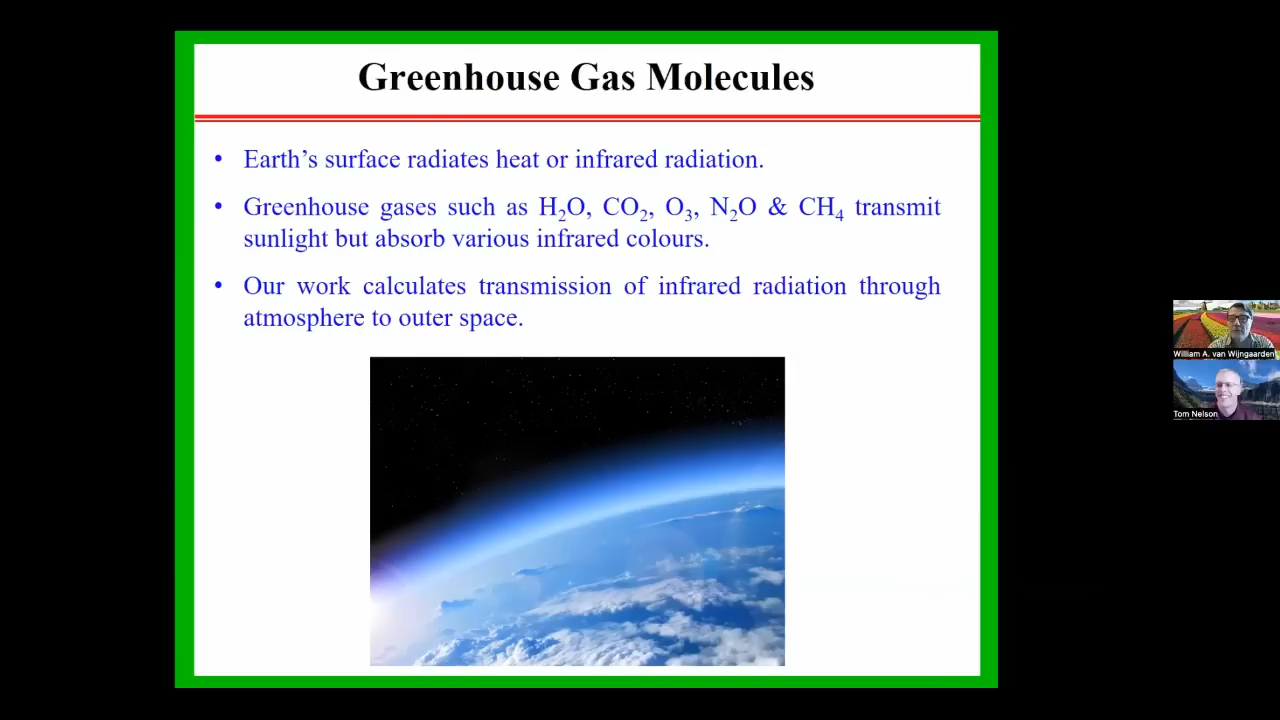 Greenhouse Gas Molecules
• Earth's surface radiates heat or infrared radiation.
• Greenhouse gases such as H₂O, CO₂, O₃, N₂O & CH₄ transmit
sunlight but absorb various infrared colours.
• Our work calculates transmission of infrared radiation through
atmosphere to outer space.
William A. van Wijngaarden
Tom Nelson